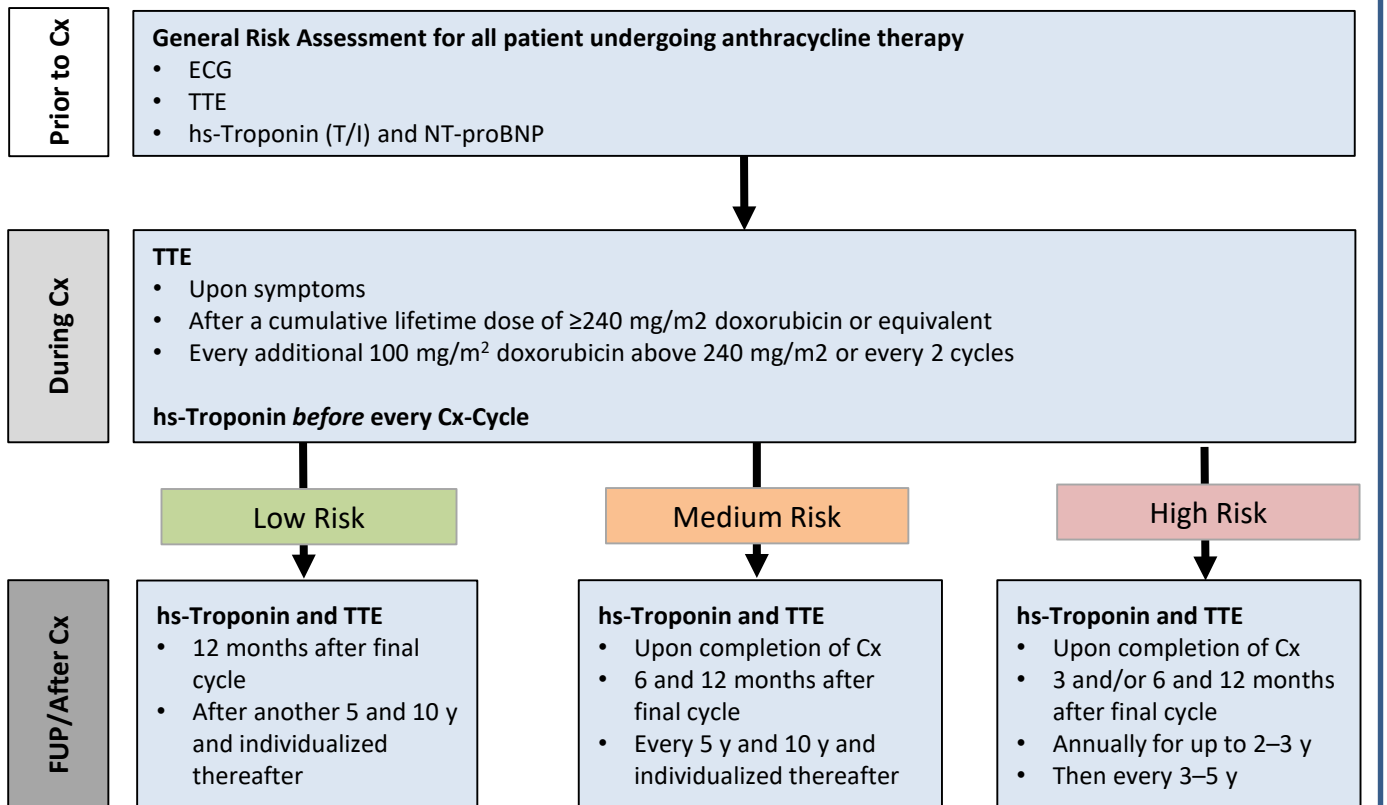 Prior to Cx
General Risk Assessment for all patient undergoing anthracycline therapy
• ECG
• TTE
• hs-Troponin (T/I) and NT-proBNP
During Cx
TTE
• Upon symptoms
• After a cumulative lifetime dose of ≥240 mg/m2 doxorubicin or equivalent
• Every additional 100 mg/m² doxorubicin above 240 mg/m2 or every 2 cycles
hs-Troponin before every Cx-Cycle
Low Risk
Medium Risk
High Risk
FUP/After Cx
hs-Troponin and TTE
• 12 months after final
cycle
• After another 5 and 10 y
and individualized
thereafter
hs-Troponin and TTE
• Upon completion of Cx
• 6 and 12 months after
final cycle
• Every 5 y and 10 y and
individualized thereafter
hs-Troponin and TTE
• Upon completion of Cx
• 3 and/or 6 and 12 months
after final cycle
• Annually for up to 2–3 y
• Then every 3–5 y